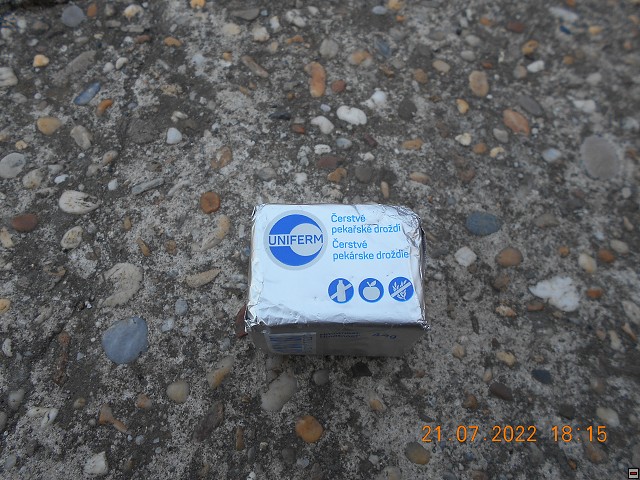 UNIFERM
Čerstvé
pekařské droždí
Čerstvé
pekárske droždie
21.07.2022 18:15